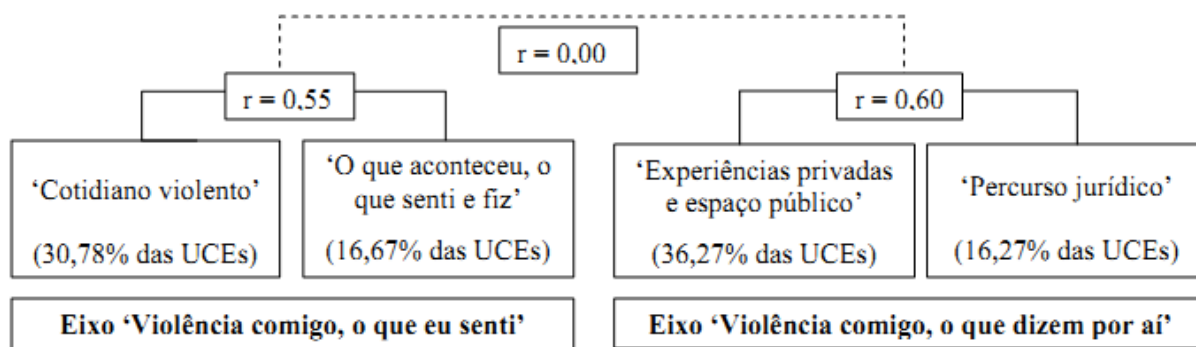 r = 0,00
r = 0,55
r = 0,60
‘Cotidiano violento’
(30,78% das UCEs)
‘O que aconteceu, o
que senti e fiz’
(16,67% das UCEs)
‘Experiências privadas
e espaço público’
(36,27% das UCEs)
‘Percurso jurídico’
(16,27% das UCEs)
Eixo ‘Violência comigo, o que eu senti’
Eixo ‘Violência comigo, o que dizem por aí’